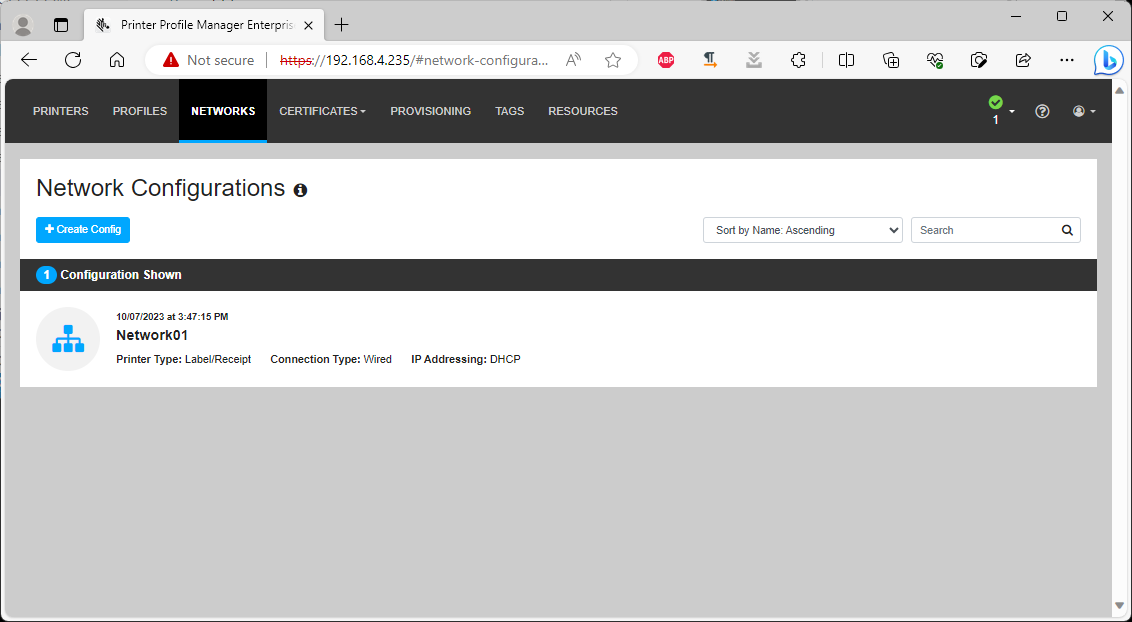 Printer Profile Manager Enterpris
Not secure
https://192.168.4.235/#network-configura...
ABP
PRINTERS
PROFILES
NETWORKS
CERTIFICATES
PROVISIONING
TAGS
RESOURCES
1
Network Configurations
Create Config
Sort by Name: Ascending
Search
1 Configuration Shown
10/07/2023 at 3:47:15 PM
Network01
Printer Type: Label/Receipt Connection Type: Wired IP Addressing: DHCP